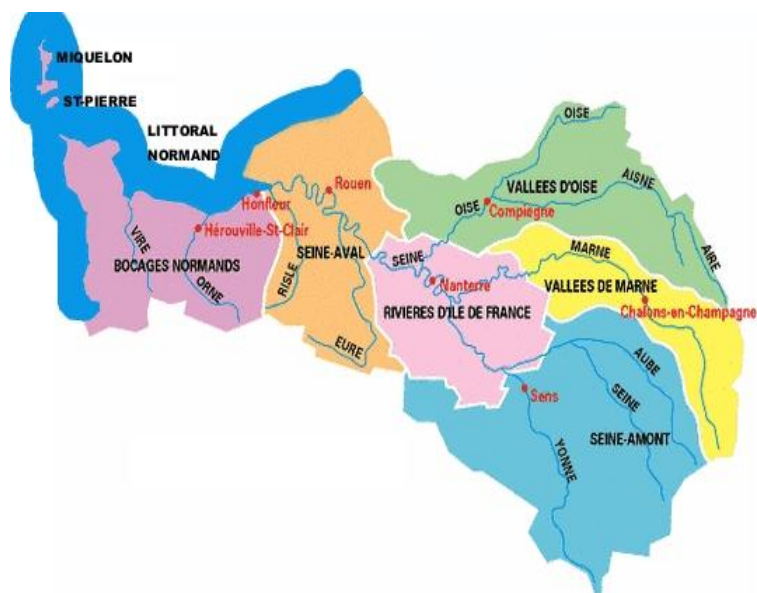 MIQUELON
ST-PIERRE
LITTORAL
NORMAND
OISE
Rouen
VALLEES D'OISE
AISNE
Honfleur
OISE
Compiègne
Hérouville-St-Clair
VIRE
SEINE-AVAL
SEINE
MARNE
AIRE
BOCAGES NORMANDS
ORNE
RISLE
Nanterre
VALLEES DE MARNE
RIVIERES D'ILE DE FRANCE
Chalons-en-Champagne
EURE
AUBE
Sens
SEINE
SEINE-AMONT
YONNE